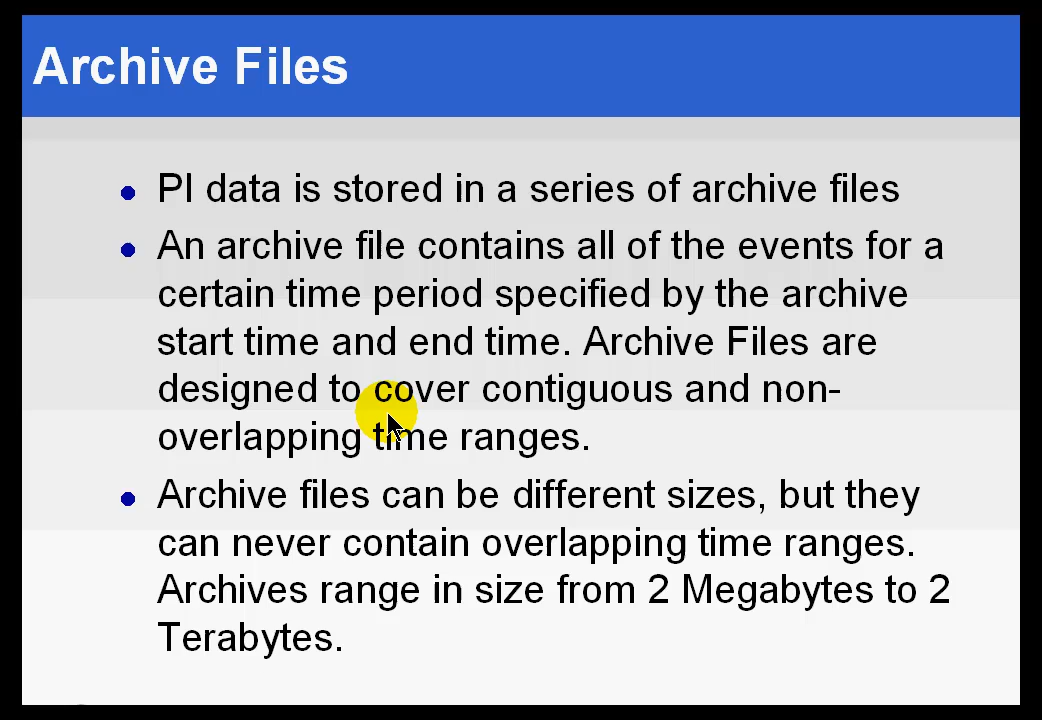 Archive Files
PI data is stored in a series of archive files
An archive file contains all of the events for a
certain time period specified by the archive
start time and end time. Archive Files are
designed to cover contiguous and non-
overlapping time ranges.
Archive files can be different sizes, but they
can never contain overlapping time ranges.
Archives range in size from 2 Megabytes to 2
Terabytes.